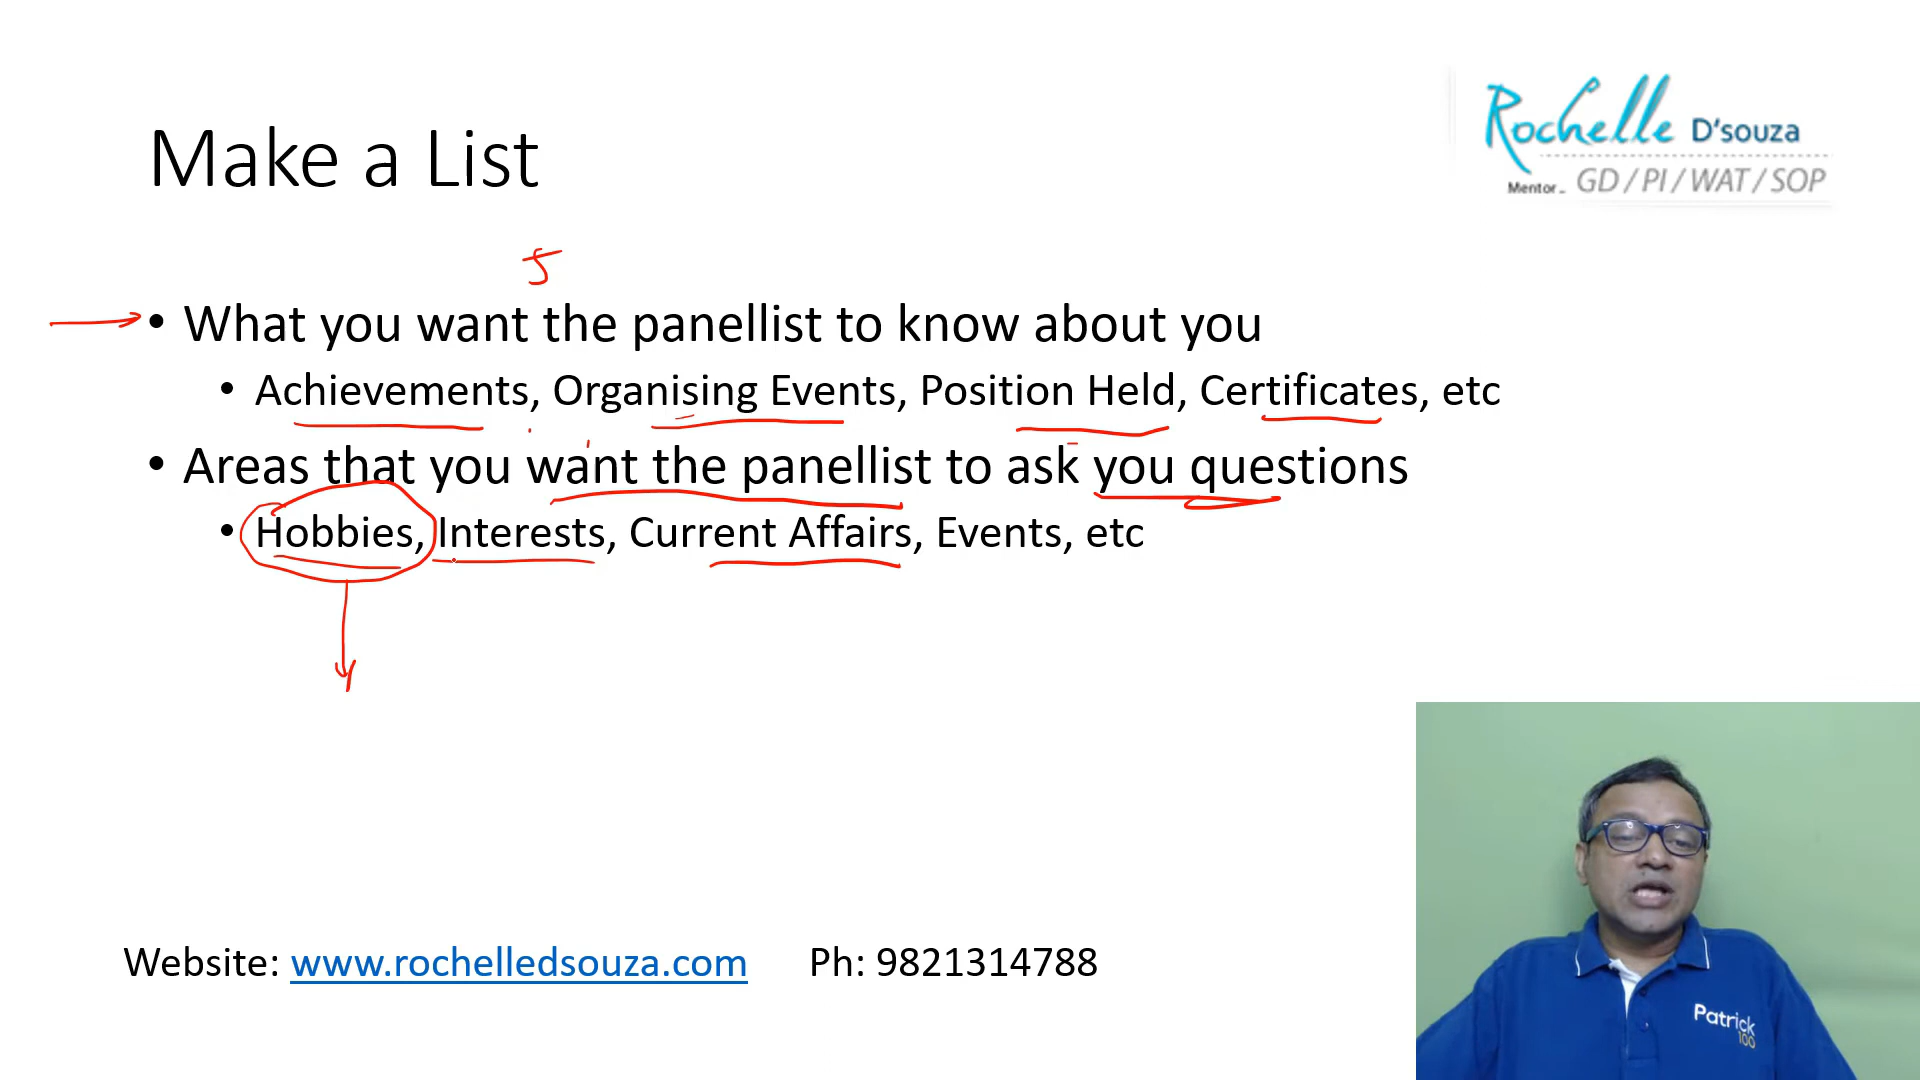 Rochelle D'souza
Mentor - GD / PI / WAT / SOP
Make a List
5
• What you want the panellist to know about you
• Achievements, Organising Events, Position Held, Certificates, etc
• Areas that you want the panellist to ask you questions
• Hobbies, Interests, Current Affairs, Events, etc
Website: www.rochelledsouza.com Ph: 9821314788
Patrick
100